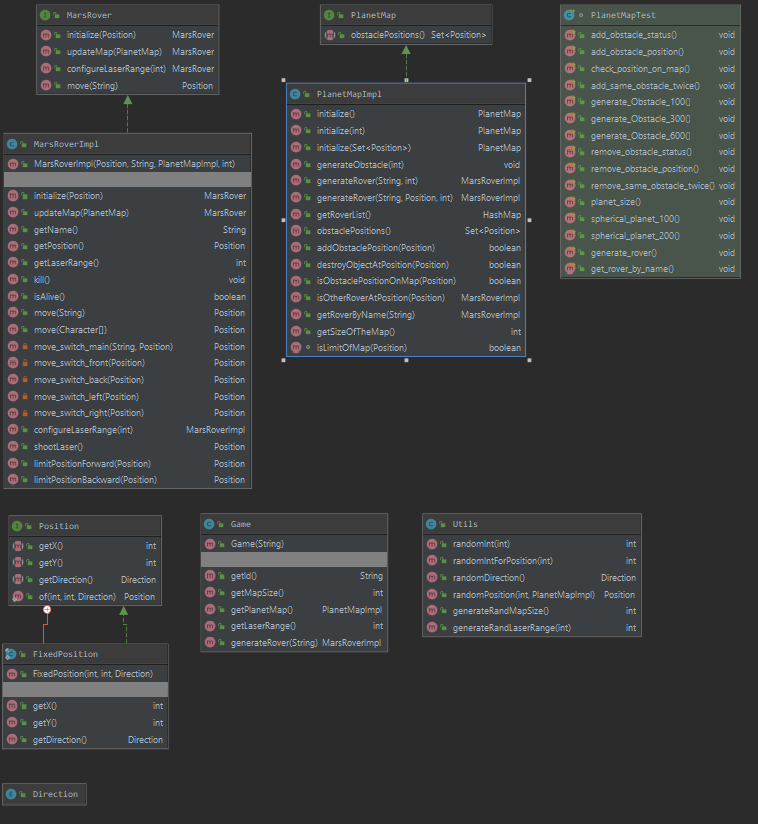 MarsRover
initialize(Position) MarsRover
updateMap(PlanetMap) MarsRover
configureLaserRange(int) MarsRover
move(String) Position
PlanetMap
obstaclePositions() Set<Position>
PlanetMapTest
add_obstacle_status() void
add_obstacle_position() void
check_position_on_map() void
add_same_obstacle_twice() void
generate_Obstacle_100() void
generate_Obstacle_300() void
generate_Obstacle_600() void
remove_obstacle_status() void
remove_obstacle_position() void
remove_same_obstacle_twice() void
planet_size() void
spherical_planet_100() void
spherical_planet_200() void
generate_rover() void
get_rover_by_name() void
PlanetMapImpl
initialize() PlanetMap
initialize(int) PlanetMap
initialize(Set<Position>) PlanetMap
generateObstacle(int) void
generateRover(String, int) MarsRoverImpl
generateRover(String, Position, int) MarsRoverImpl
getRoverList() HashMap
obstaclePositions() Set<Position>
addObstaclePosition(Position) boolean
destroyObjectAtPosition(Position) boolean
isObstaclePositionOnMap(Position) boolean
isOtherRoverAtPosition(Position) MarsRoverImpl
getRoverByName(String) MarsRoverImpl
getSizeOfTheMap() int
isLimitOfMap(Position) boolean
MarsRoverImpl
MarsRoverImpl(Position, String, PlanetMapImpl, int)
initialize(Position) MarsRover
updateMap(PlanetMap) MarsRover
getName() String
getPosition() Position
getLaserRange() int
kill() void
isAlive() boolean
move(String) Position
move(Character[]) Position
move_switch_main(String, Position) Position
move_switch_front(Position) Position
move_switch_back(Position) Position
move_switch_left(Position) Position
move_switch_right(Position) Position
configureLaserRange(int) MarsRoverImpl
shootLaser() Position
limitPositionForward(Position) Position
limitPositionBackward(Position) Position
Position
getX() int
getY() int
getDirection() Direction
of(int, int, Direction) Position
Game
Game(String)
getId() String
getMapSize() int
getPlanetMap() PlanetMapImpl
getLaserRange() int
generateRover(String) MarsRoverImpl
Utils
randomInt(int) int
randomIntForPosition(int) int
randomDirection() Direction
randomPosition(int, PlanetMapImpl) Position
generateRandMapSize() int
generateRandLaserRange(int) int
FixedPosition
FixedPosition(int, int, Direction)
getX() int
getY() int
getDirection() Direction
Direction